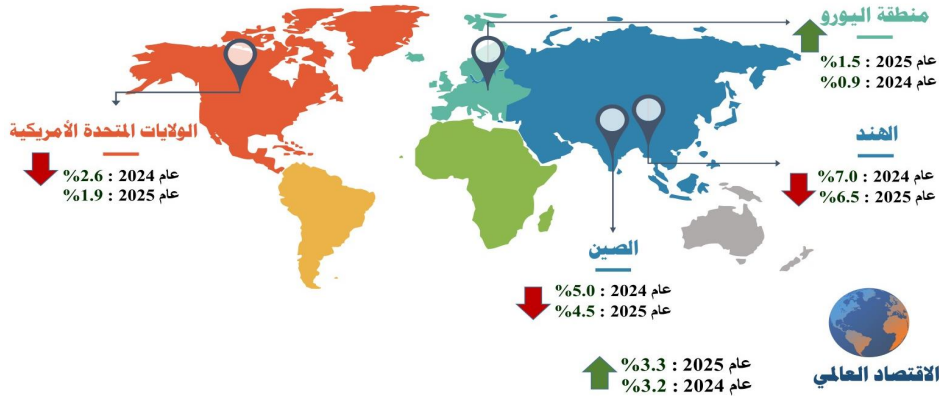 منطقة اليورو
عام 2025 : 1.5%
عام 2024 : 0.9%
الولايات المتحدة الأمريكية
عام 2024 : 2.6%
عام 2025 : 1.9%
الهند
عام 2024 : 7.0%
عام 2025 : 6.5%
الصين
عام 2024 : 5.0%
عام 2025 : 4.5%
الاقتصاد العالمي
عام 2025 : 3.3%
عام 2024 : 3.2%